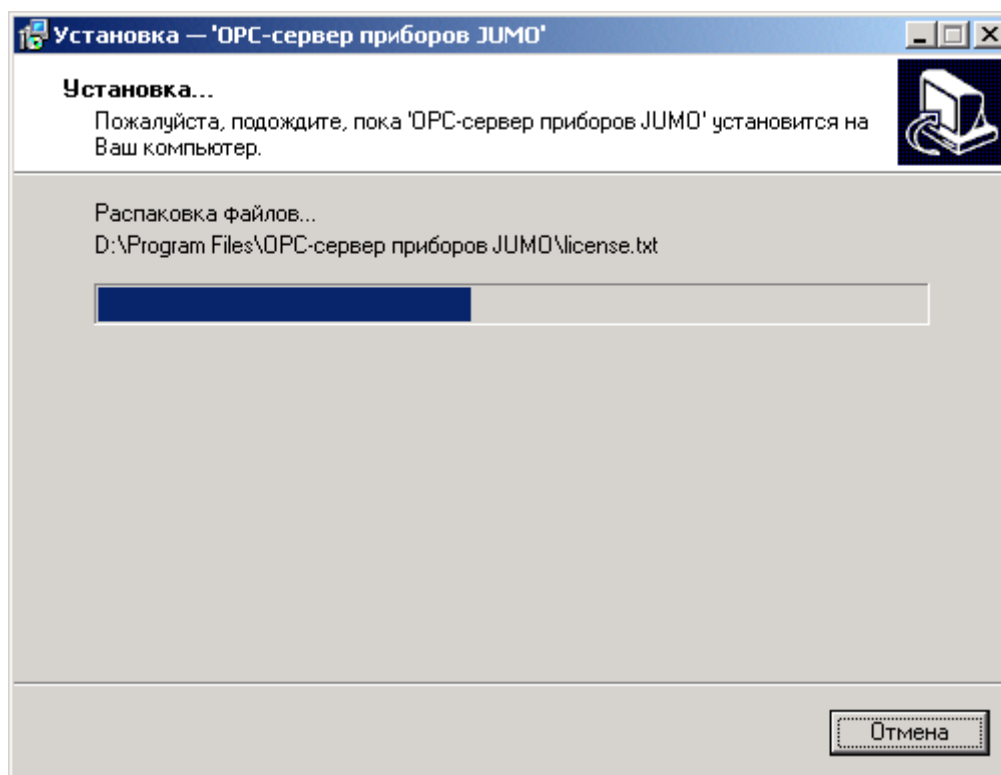 Установка — 'OPC-сервер приборов JUMO'
Установка...
Пожалуйста, подождите, пока 'OPC-сервер приборов JUMO' установится на
Ваш компьютер.
Распаковка файлов...
D:\Program Files\OPC-сервер приборов JUMO\license.txt
Отмена